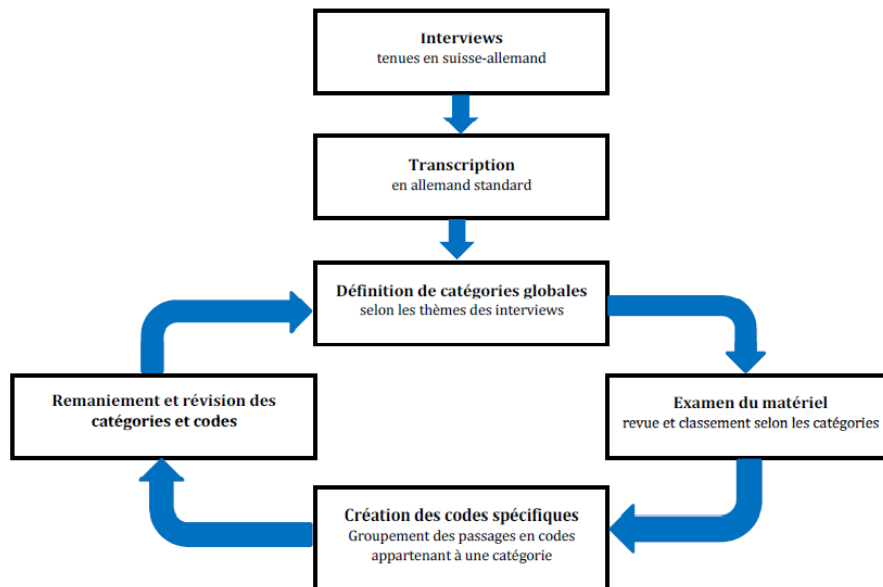 Interviews
tenues en suisse-allemand
Transcription
en allemand standard
Définition de catégories globales
selon les thèmes des interviews
Remaniement et révision des
catégories et codes
Examen du matériel
revue et classement selon les catégories
Création des codes spécifiques
Groupement des passages en codes
appartenant à une catégorie